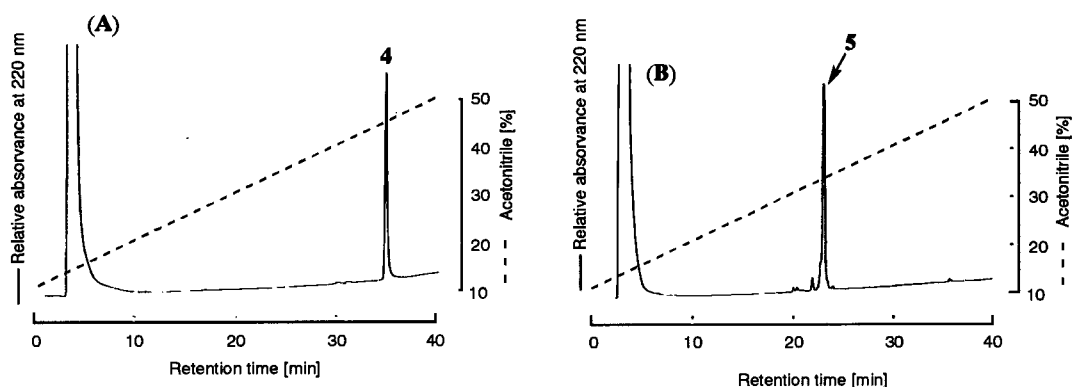 (A)
4
Relative absorvance at 220 nm
50
40
30
20
10
Acetonitrile [%]
0 10 20 30 40
Retention time [min]
(B)
5
Relative absorvance at 220 nm
50
40
30
20
10
Acetonitrile [%]
0 10 20 30 40
Retention time [min]